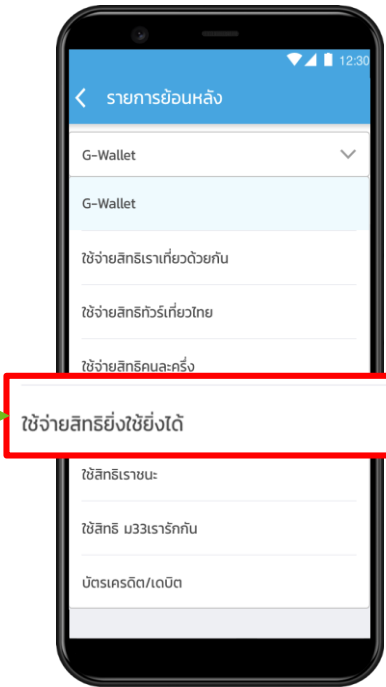 12:30
รายการย้อนหลัง
G-Wallet
G-Wallet
ใช้จ่ายสิทธิเราเที่ยวด้วยกัน
ใช้จ่ายสิทธิทัวร์เที่ยวไทย
ใช้จ่ายสิทธิคนละครึ่ง
ใช้จ่ายสิทธิยิ่งใช้ยิ่งได้
ใช้สิทธิเราชนะ
ใช้สิทธิ ม33เรารักกัน
บัตรเครดิต/เดบิต